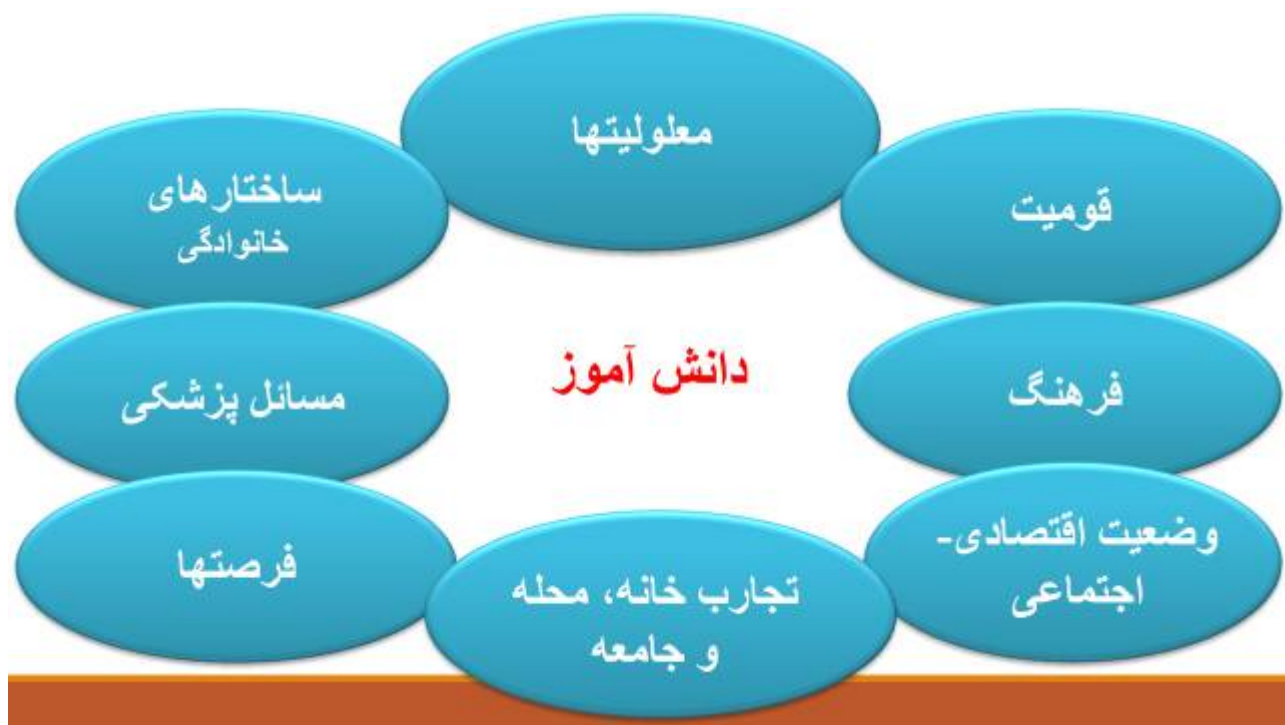 معلولیتها
قومیت
ساختارهای
خانوادگی
دانش آموز
فرهنگ
مسائل پزشکی
وضعیت اقتصادی-
اجتماعی
فرصتها
تجارب خانه، محله
و جامعه